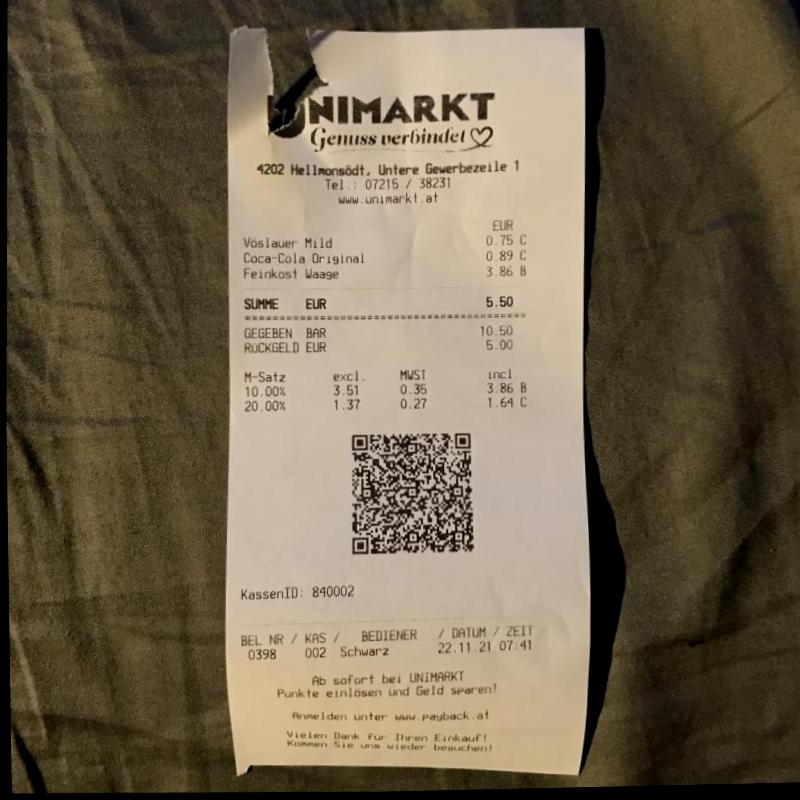 UNIMARKT
Genuss verbindet
4202 Hellmonsödt, Untere Gewerbezeile 1
Tel.: 07215 / 38231
www.unimarkt.at
EUR
Vöslauer Mild 0.75 C
Coca-Cola Original 0.89 C
Feinkost Waage 3.86 B
SUMME EUR 5.50
GEGEBEN BAR 10.50
RÜCKGELD EUR 5.00
M-Satz excl. MWST incl.
10.00% 3.51 0.35 3.86 B
20.00% 1.37 0.27 1.64 C
KassenID: 840002
BEL NR / KAS / BEDIENER / DATUM / ZEIT
0398 002 Schwarz 22.11.21 07:41
Ab sofort bei UNIMARKT
Punkte einlösen und Geld sparen!
Anmelden unter www.payback.at
Vielen Dank für Ihren Einkauf!
Kommen Sie uns wieder besuchen!